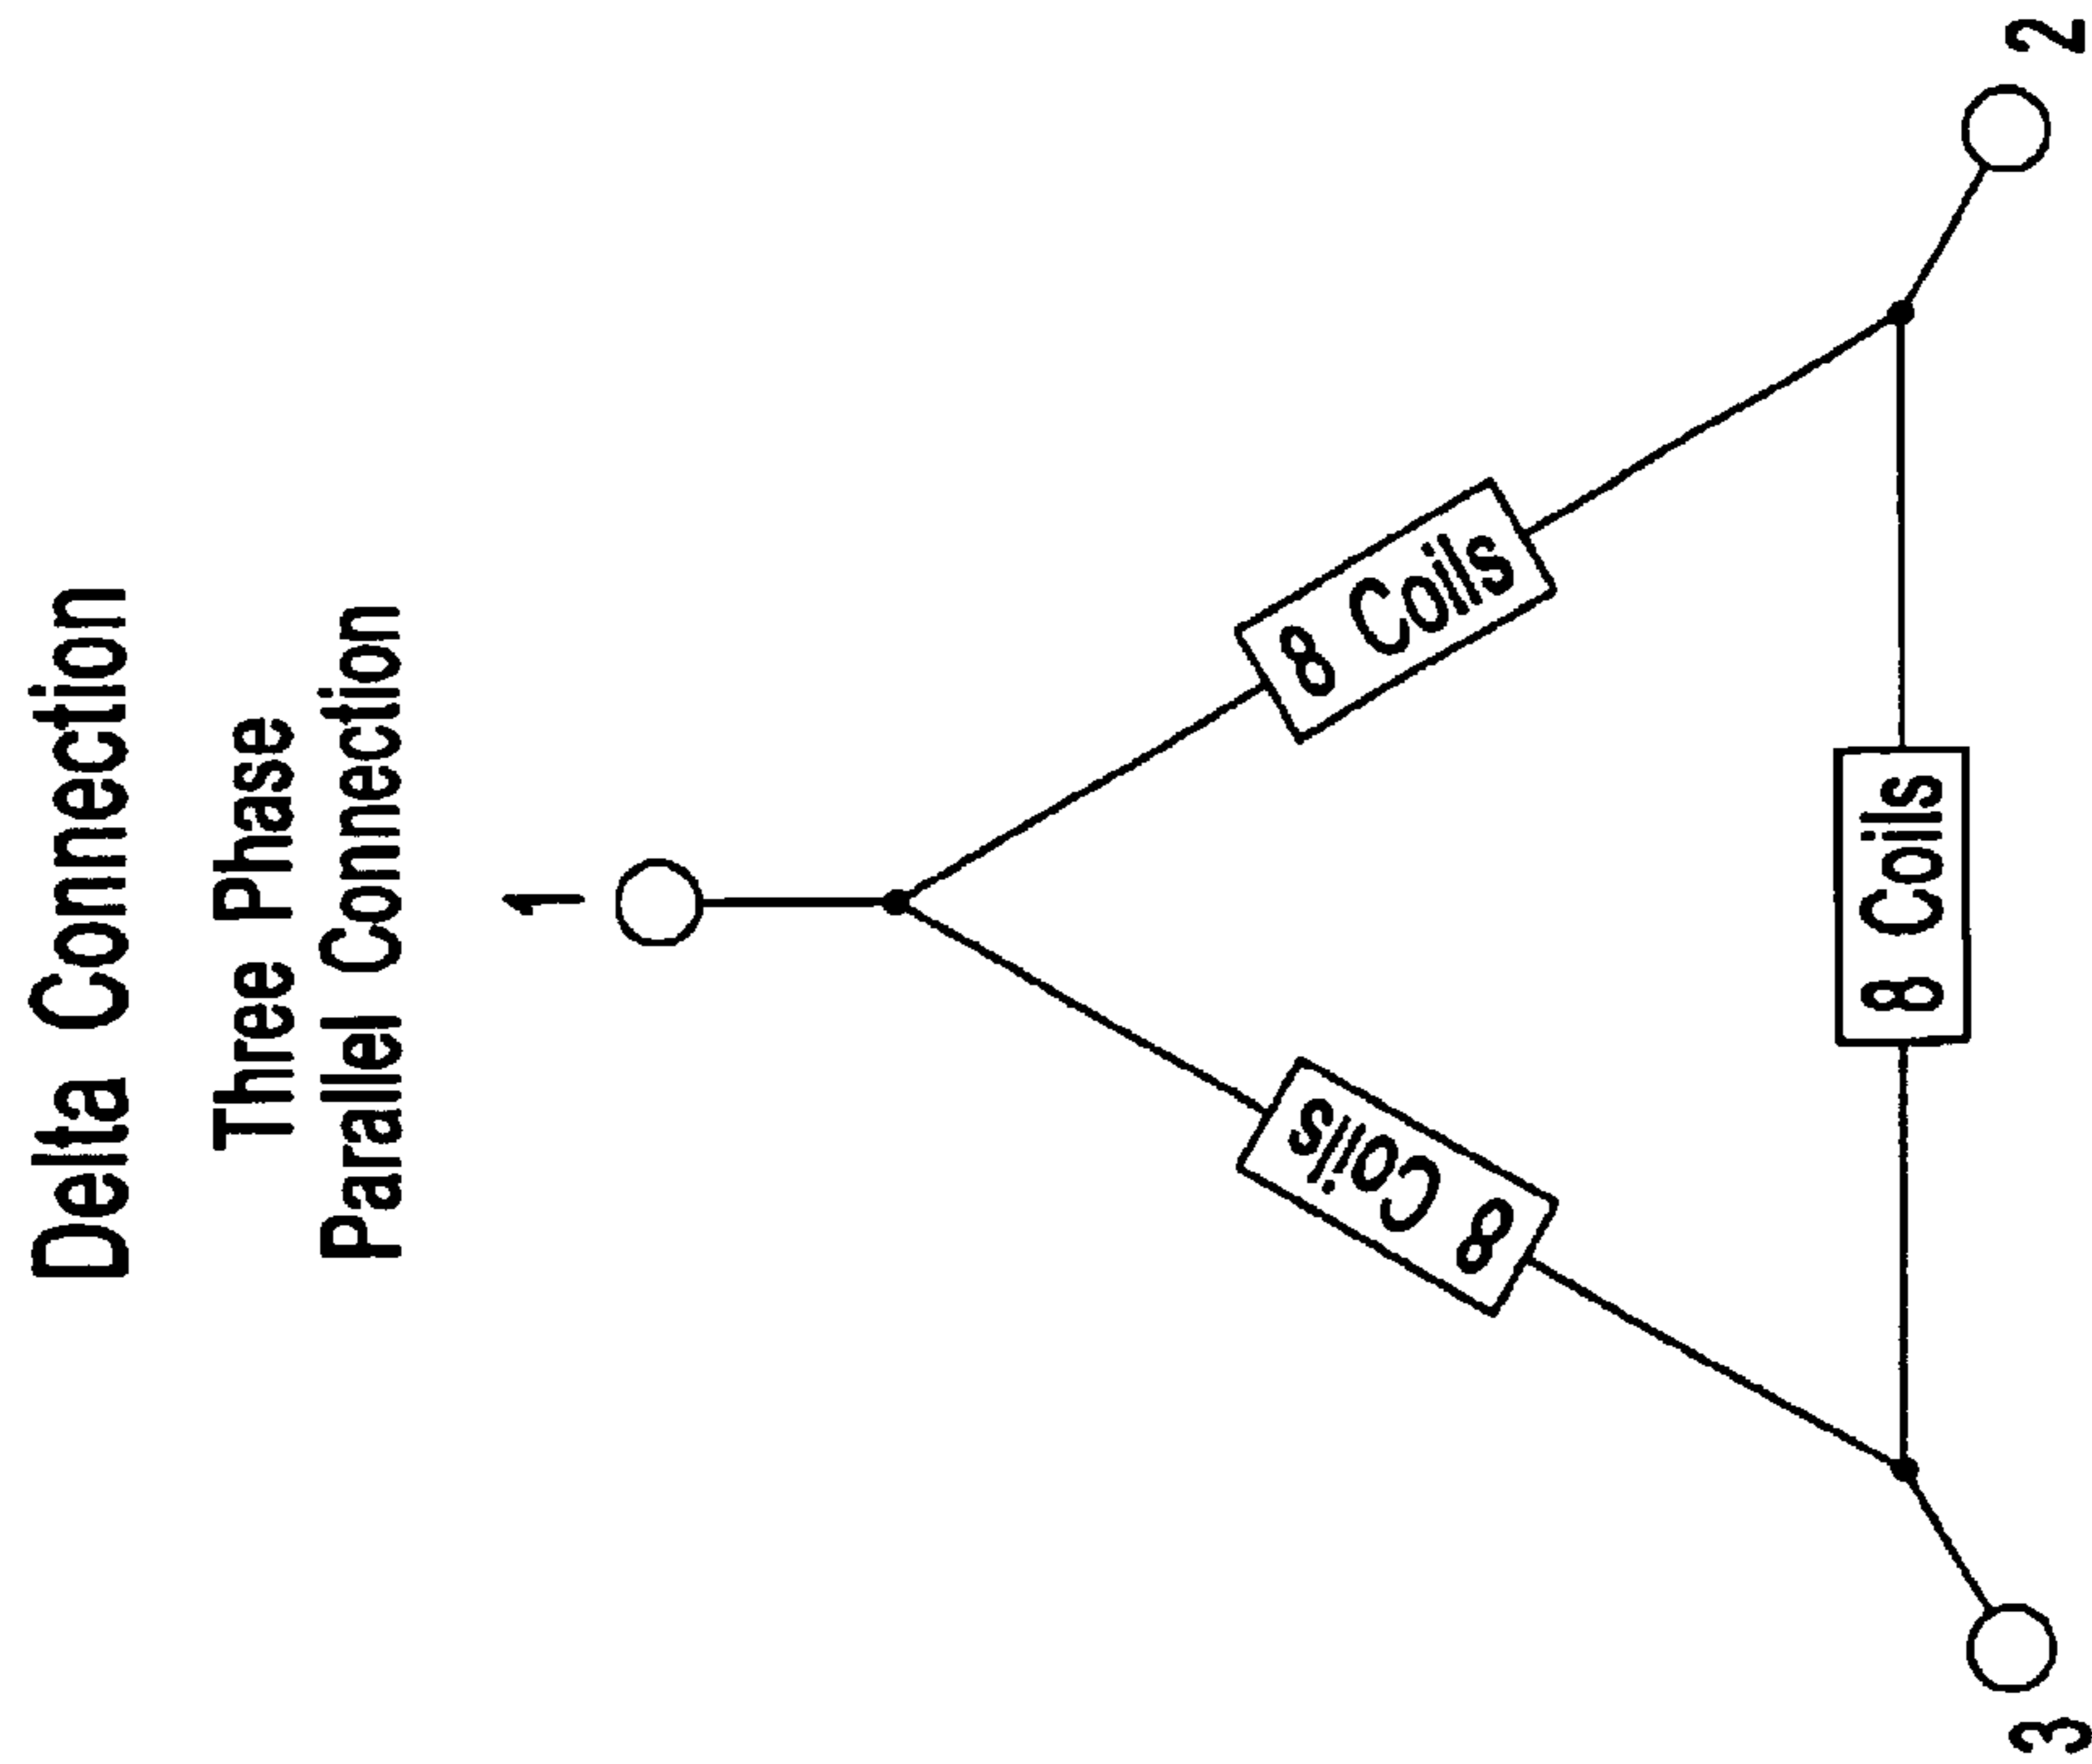 Delta Connection
Three Phase
Parallel Connection
1
8 Coils
8 Coils
8 Coils
3
2